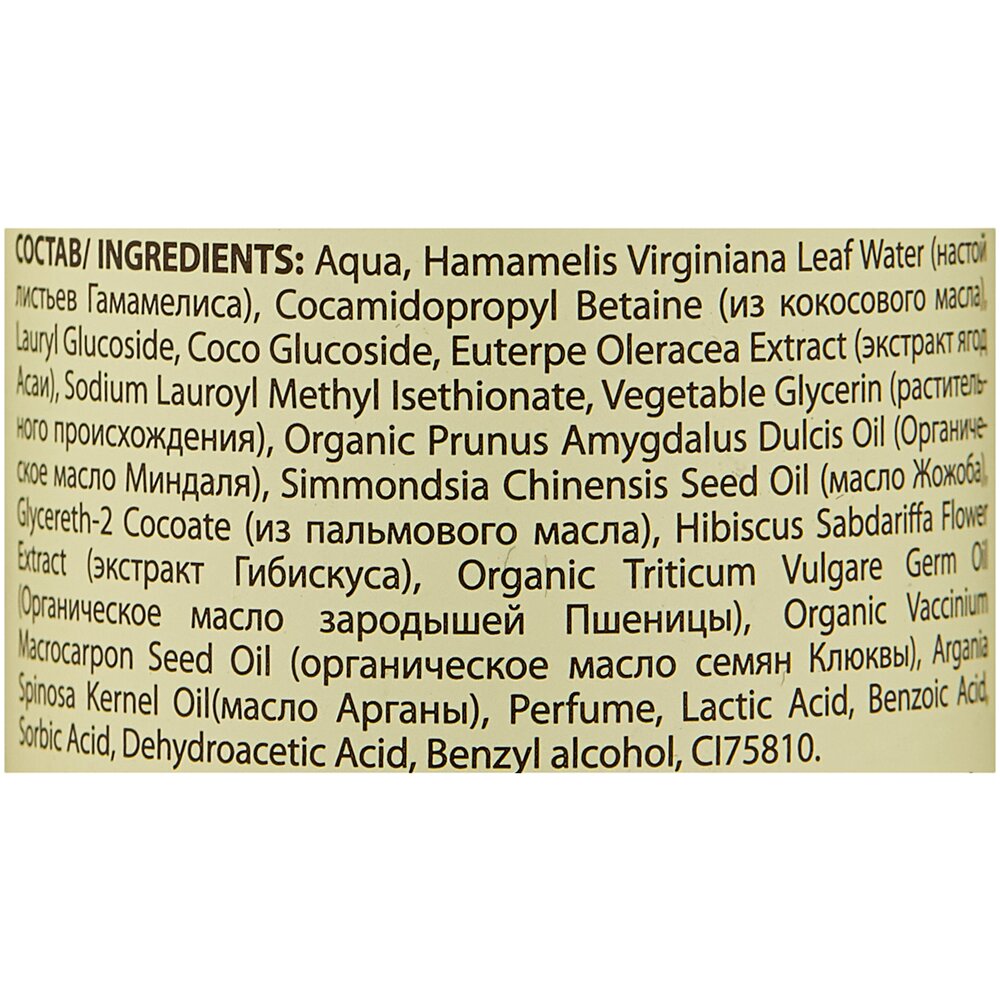 СОСТАВ/ INGREDIENTS: Aqua, Hamamelis Virginiana Leaf Water (настой
листьев Гамамелиса), Cocamidopropyl Betaine (из кокосового масла),
Lauryl Glucoside, Coco Glucoside, Euterpe Oleracea Extract (экстракт ягод
Асаи), Sodium Lauroyl Methyl Isethionate, Vegetable Glycerin (раститель-
ного происхождения), Organic Prunus Amygdalus Dulcis Oil (Органиче-
ское масло Миндаля), Simmondsia Chinensis Seed Oil (масло Жожоба),
Glycereth-2 Cocoate (из пальмового масла), Hibiscus Sabdariffa Flower
Extract (экстракт Гибискуса), Organic Triticum Vulgare Germ Oil
(Органическое масло зародышей Пшеницы), Organic Vaccinium
Macrocarpon Seed Oil (органическое масло семян Клюквы), Argania
Spinosa Kernel Oil(масло Арганы), Perfume, Lactic Acid, Benzoic Acid,
Sorbic Acid, Dehydroacetic Acid, Benzyl alcohol, CI75810.